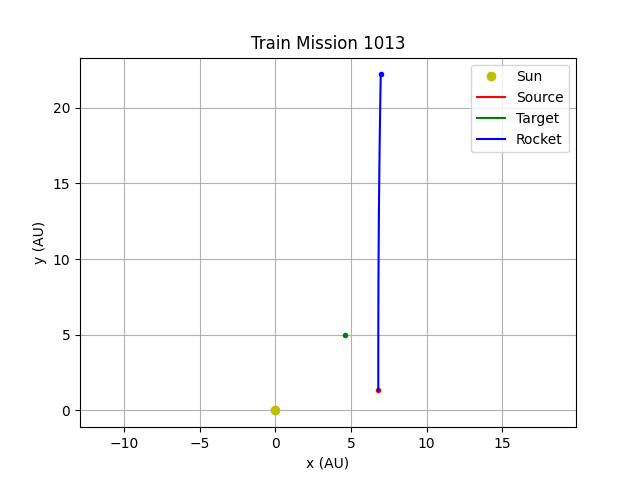 Train Mission 1013
Sun
Source
Target
Rocket
y (AU)
20
15
10
5
0
−10
−5
0
5
10
15
x (AU)